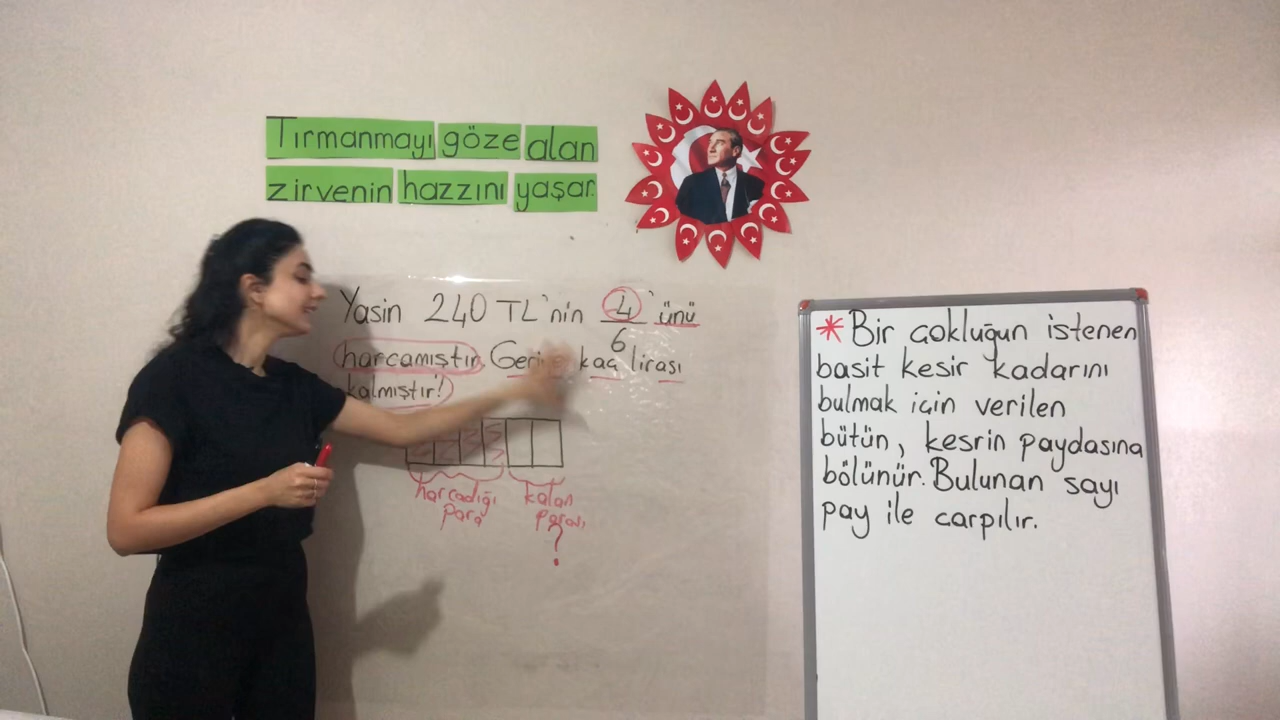 Tırmanmayı göze alan
zirvenin hazzını yaşar.
Yasin 240 TL'nin 4/6'ünü
harcamıştır. Geriye kaç lirası
kalmıştır?
harcadığı
para
kalan
parası
?
* Bir çokluğun istenen
basit kesir kadarını
bulmak için verilen
bütün, kesrin paydasına
bölünür. Bulunan sayı
pay ile çarpılır.